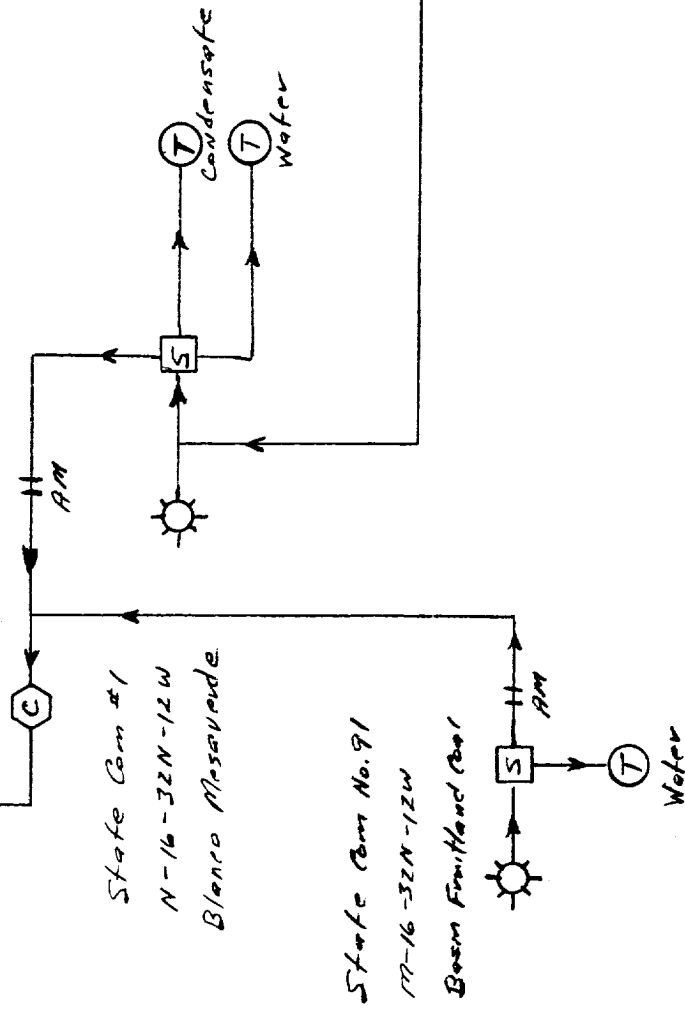 T
Condensate
T
Water
S
AM
C
State Com #1
N-16-32N-12W
Blanco Mesaverde
State Com No. 91
M-16-32N-12W
Basin Fruitland Coal
S
AM
T
Water